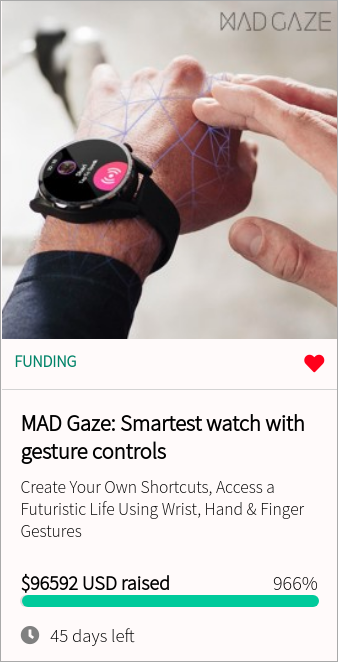 MAD GAZE
FUNDING
MAD Gaze: Smartest watch with
gesture controls
Create Your Own Shortcuts, Access a
Futuristic Life Using Wrist, Hand & Finger
Gestures
$96592 USD raised 966%
45 days left